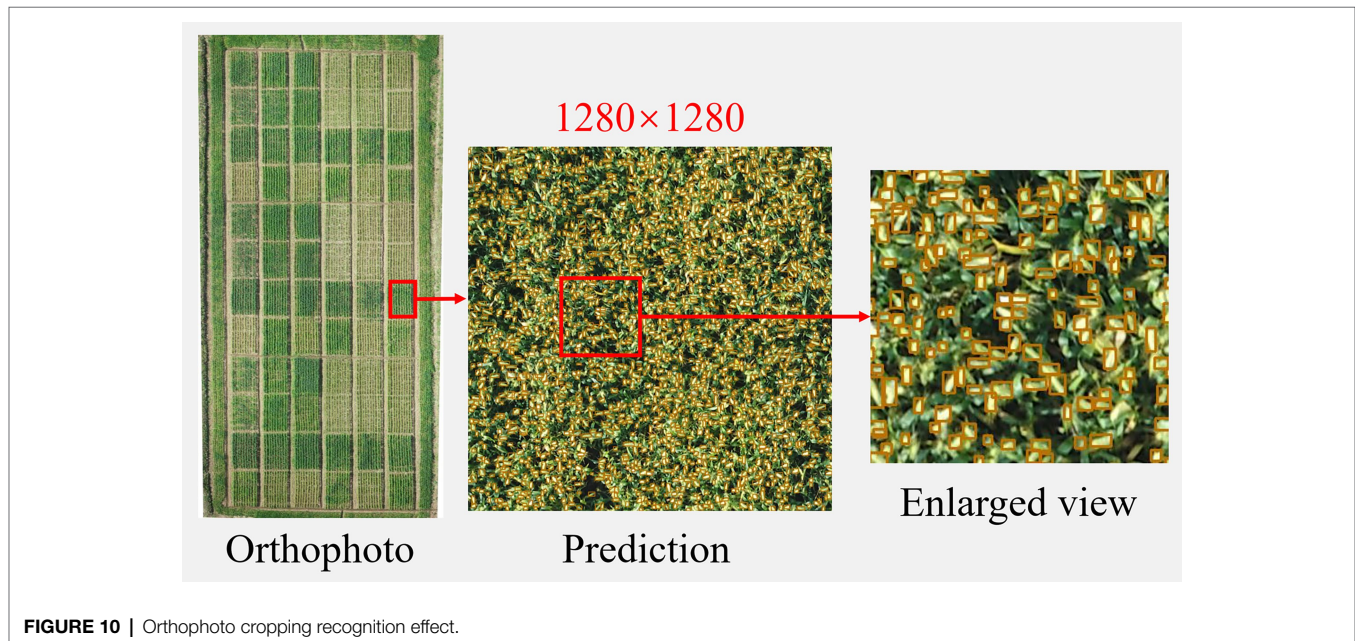 1280×1280
Orthophoto
Prediction
Enlarged view
FIGURE 10 | Orthophoto cropping recognition effect.